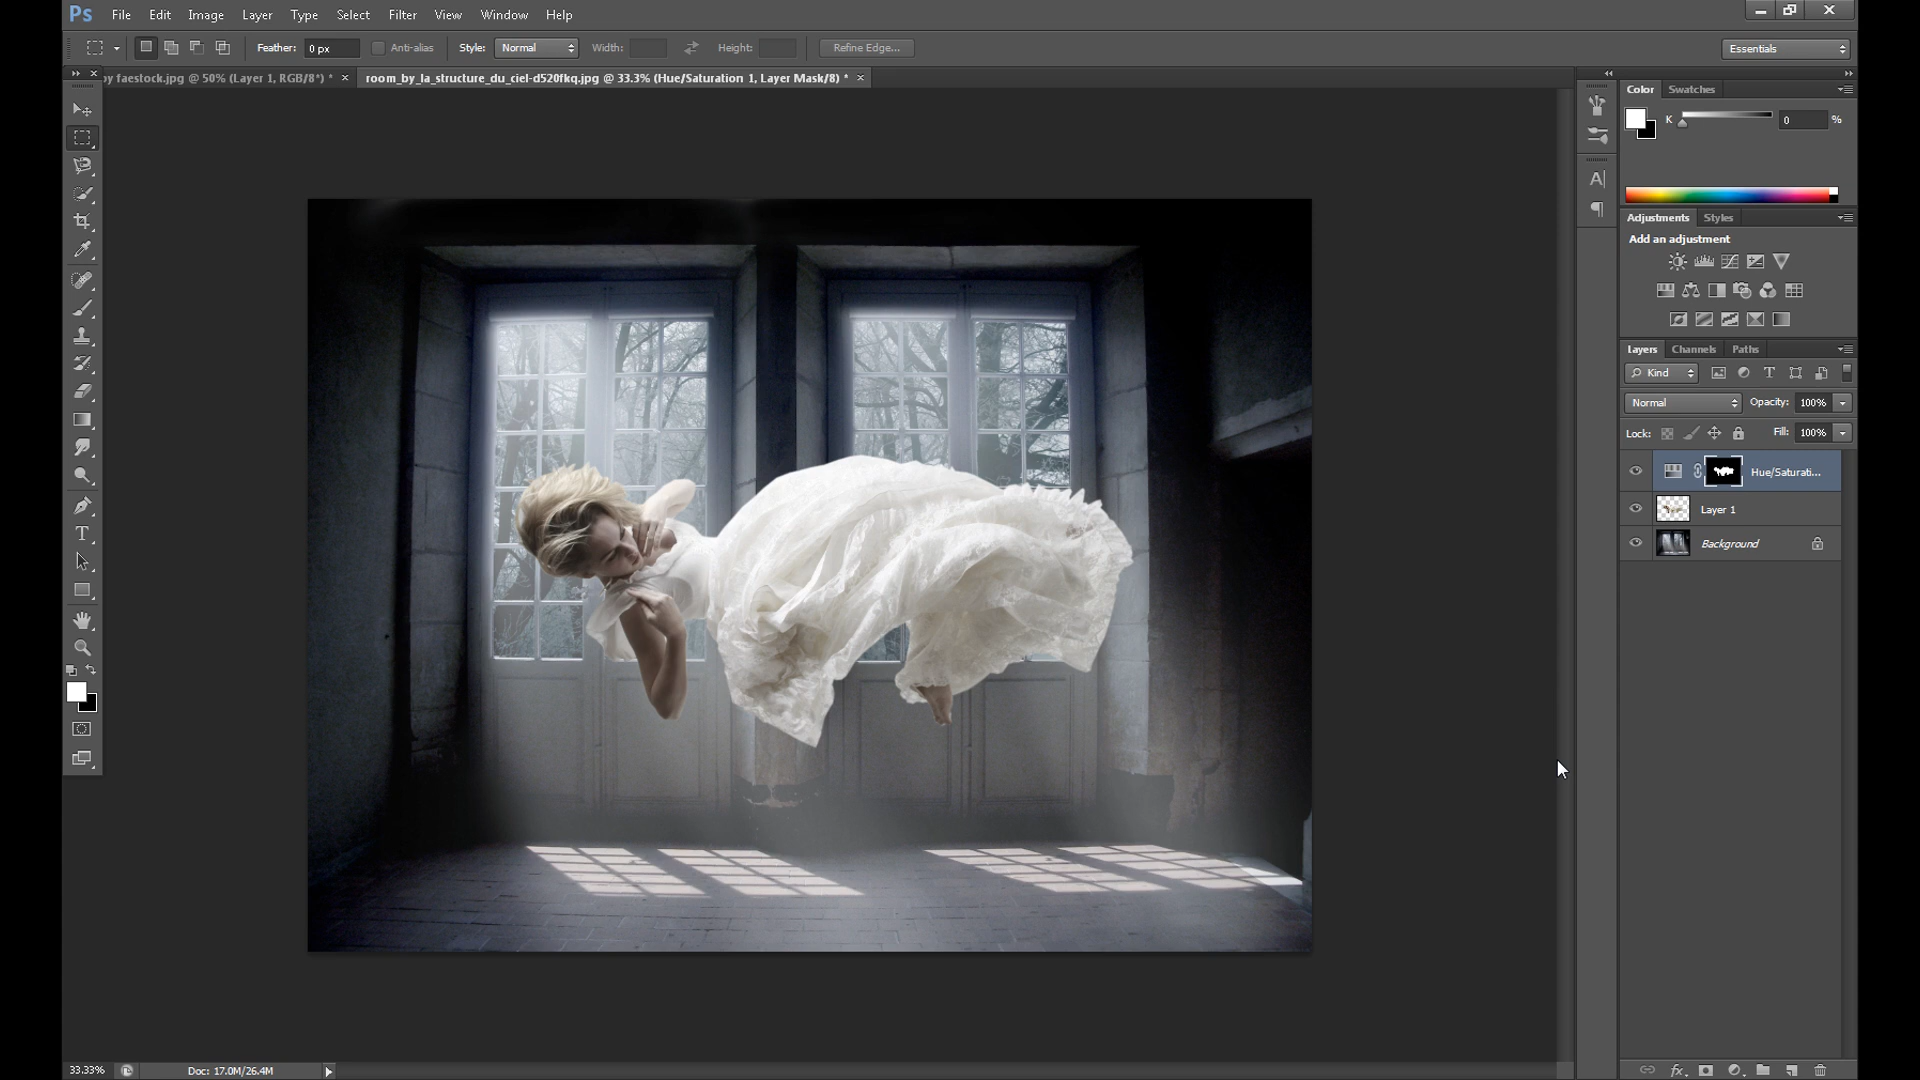 Ps File Edit Image Layer Type Select Filter View Window Help
Feather: 0 px Anti-alias Style: Normal Width: Height: Refine Edge... Essentials
by faestock.jpg @ 50% (Layer 1, RGB/8*) * × room_by_la_structure_du_ciel-d520fkq.jpg @ 33.3% (Hue/Saturation 1, Layer Mask/8) * ×
Color Swatches
K 0 %
Adjustments Styles
Add an adjustment
Layers Channels Paths
Kind
Normal Opacity: 100%
Lock: Fill: 100%
Hue/Saturati...
Layer 1
Background
33.33% Doc: 17.0M/26.4M